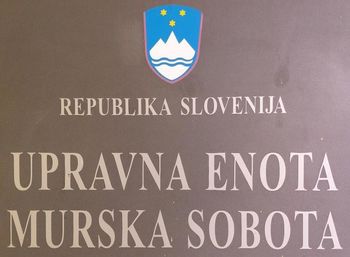 REPUBLIKA SLOVENIJA
UPRAVNA ENOTA
MURSKA SOBOTA